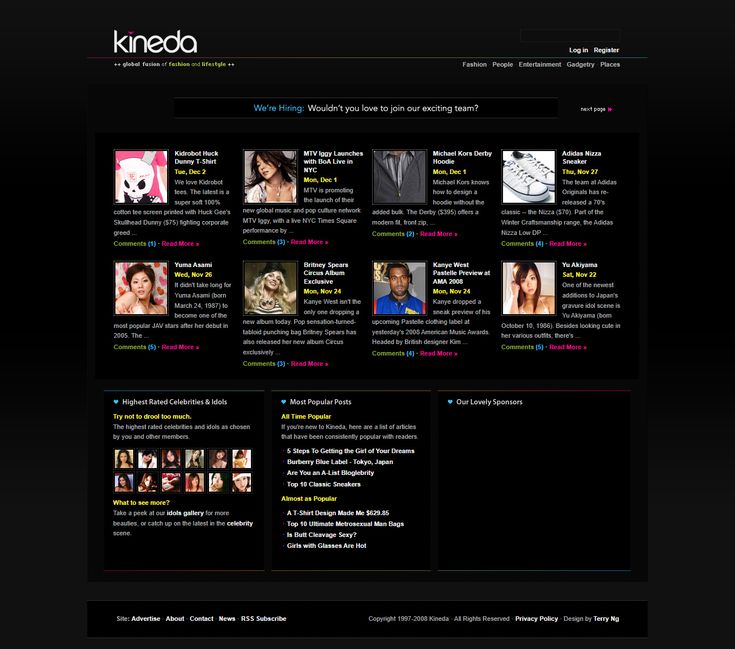 kineda
Log in · Register
++ global fusion of fashion and lifestyle ++
Fashion People Entertainment Gadgetry Places
We're Hiring: Wouldn't you love to join our exciting team?
next page »
Kidrobot Huck
Dunny T-Shirt
Tue, Dec 2
We love Kidrobot
tees. The latest is a
super soft 100%
cotton tee screen printed with Huck Gee's
Skullhead Dunny ($75) fighting corporate
greed ...
Comments (1) · Read More »
MTV Iggy Launches
with BoA Live in
NYC
Mon, Dec 1
MTV is promoting
the launch of their
new global music and pop culture network
MTV Iggy, with a live NYC Times Square
performance by ...
Comments (3) · Read More »
Michael Kors Derby
Hoodie
Mon, Dec 1
Michael Kors knows
how to design a
hoodie without the
added bulk. The Derby ($395) offers a
modern fit, front zip, ...
Comments (2) · Read More »
Adidas Nizza
Sneaker
Thu, Nov 27
The team at Adidas
Originals has re-
released a 70's
classic – the Nizza ($70). Part of the
Winter Craftsmanship range, the Adidas
Nizza Low DP ...
Comments (4) · Read More »
Yuma Asami
Wed, Nov 26
It didn't take long for
Yuma Asami (born
March 24, 1987) to
become one of the
most popular JAV stars after her debut in
2005. The ...
Comments (5) · Read More »
Britney Spears
Circus Album
Exclusive
Mon, Nov 24
Kanye West isn't the
only one dropping a
new album today. Pop sensation-turned-
tabloid punching bag Britney Spears has
also released her new album Circus
exclusively ...
Comments (3) · Read More »
Kanye West
Pastelle Preview at
AMA 2008
Mon, Nov 24
Kanye dropped a
sneak preview of his
upcoming Pastelle clothing label at
yesterday's 2008 American Music Awards.
Headed by British designer Kim ...
Comments (4) · Read More »
Yu Akiyama
Sat, Nov 22
One of the newest
additions to Japan's
gravure idol scene is
Yu Akiyama (born
October 10, 1986). Besides looking cute in
her various outfits, there's ...
Comments (5) · Read More »
Highest Rated Celebrities & Idols
Try not to drool too much.
The highest rated celebrities and idols as chosen
by you and other members.
What to see more?
Take a peek at our idols gallery for more
beauties, or catch up on the latest in the celebrity
scene.
Most Popular Posts
All Time Popular
If you're new to Kineda, here are a list of articles
that have been consistently popular with readers.
· 5 Steps To Getting the Girl of Your Dreams
· Burberry Blue Label - Tokyo, Japan
· Are You an A-List Bloglebrity
· Top 10 Classic Sneakers
Almost as Popular
· A T-Shirt Design Made Me $629.85
· Top 10 Ultimate Metrosexual Man Bags
· Is Butt Cleavage Sexy?
· Girls with Glasses Are Hot
Our Lovely Sponsors
Site: Advertise · About · Contact · News · RSS Subscribe
Copyright 1997-2008 Kineda · All Rights Reserved · Privacy Policy · Design by Terry Ng